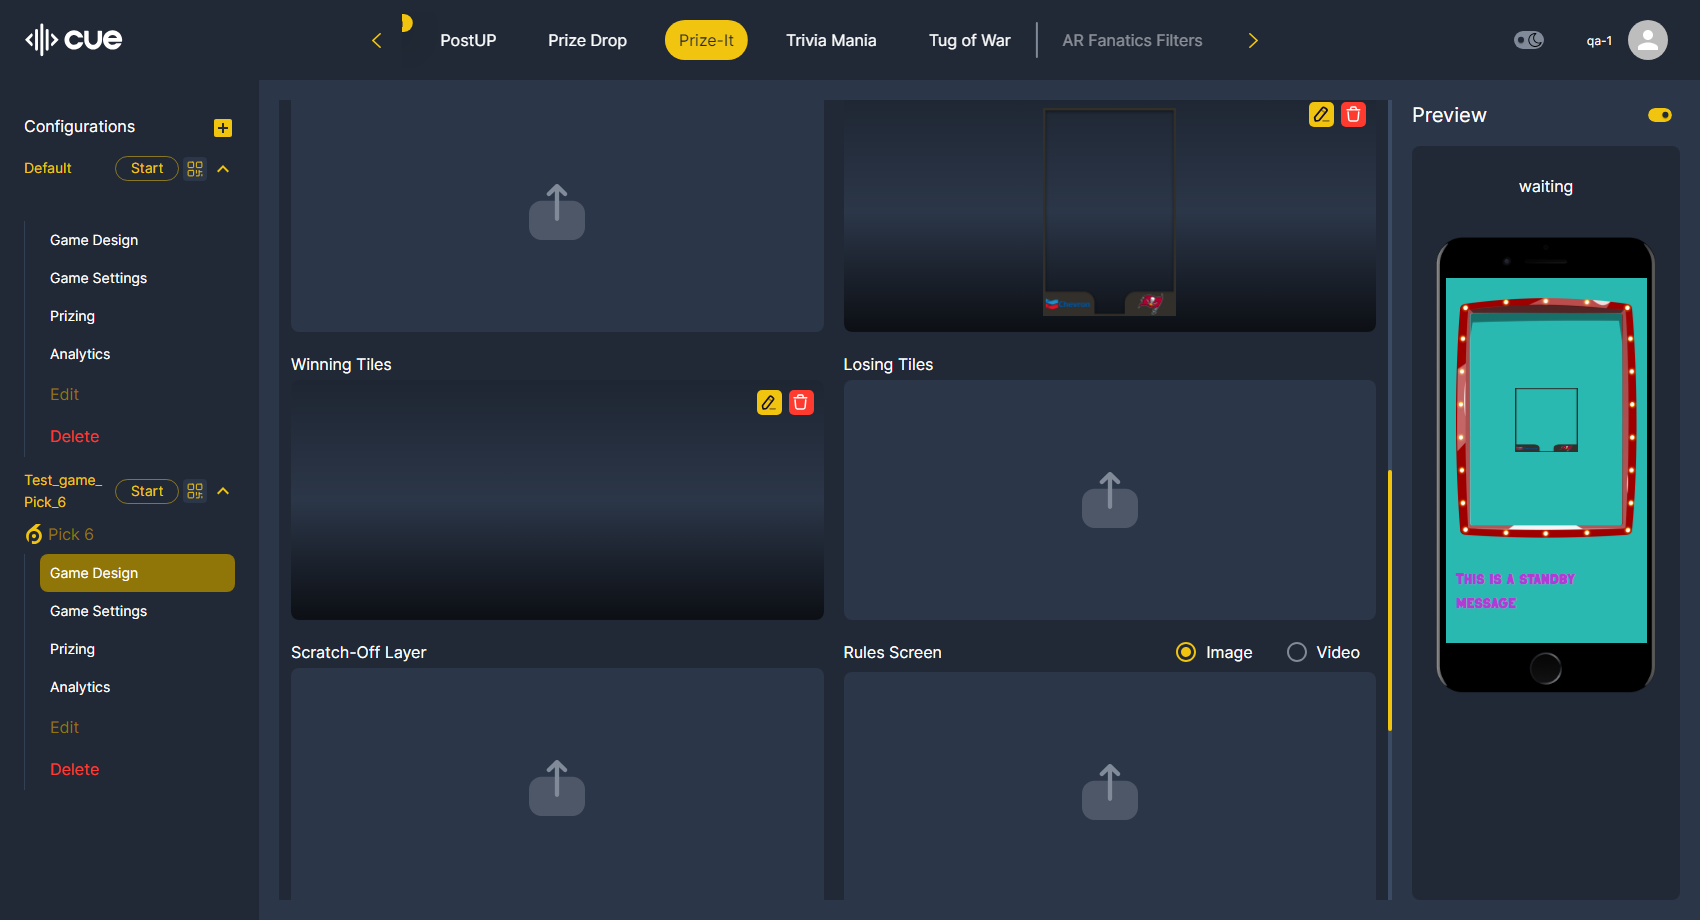 cue
PostUP
Prize Drop
Prize-It
Trivia Mania
Tug of War
AR Fanatics Filters
qa-1
Configurations
Default
Start
Game Design
Game Settings
Prizing
Analytics
Edit
Delete
Test_game_
Pick_6
Start
Pick 6
Game Design
Game Settings
Prizing
Analytics
Edit
Delete
Winning Tiles
Losing Tiles
Scratch-Off Layer
Rules Screen
Image
Video
Preview
waiting
THIS IS A STANDBY
MESSAGE